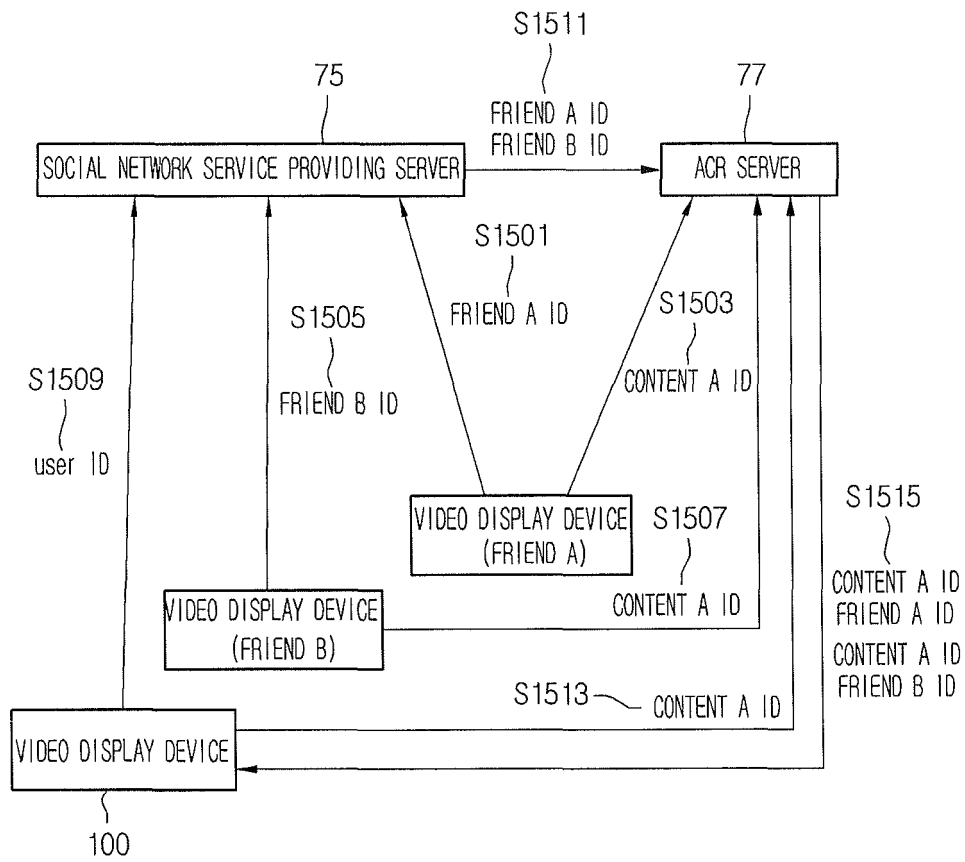 S1511
75
FRIEND A ID
FRIEND B ID
77
SOCIAL NETWORK SERVICE PROVIDING SERVER
ACR SERVER
S1501
FRIEND A ID
S1503
CONTENT A ID
S1505
FRIEND B ID
S1509
user ID
VIDEO DISPLAY DEVICE
(FRIEND A)
S1507
CONTENT A ID
S1515
CONTENT A ID
FRIEND A ID
CONTENT A ID
FRIEND B ID
VIDEO DISPLAY DEVICE
(FRIEND B)
S1513
CONTENT A ID
VIDEO DISPLAY DEVICE
100